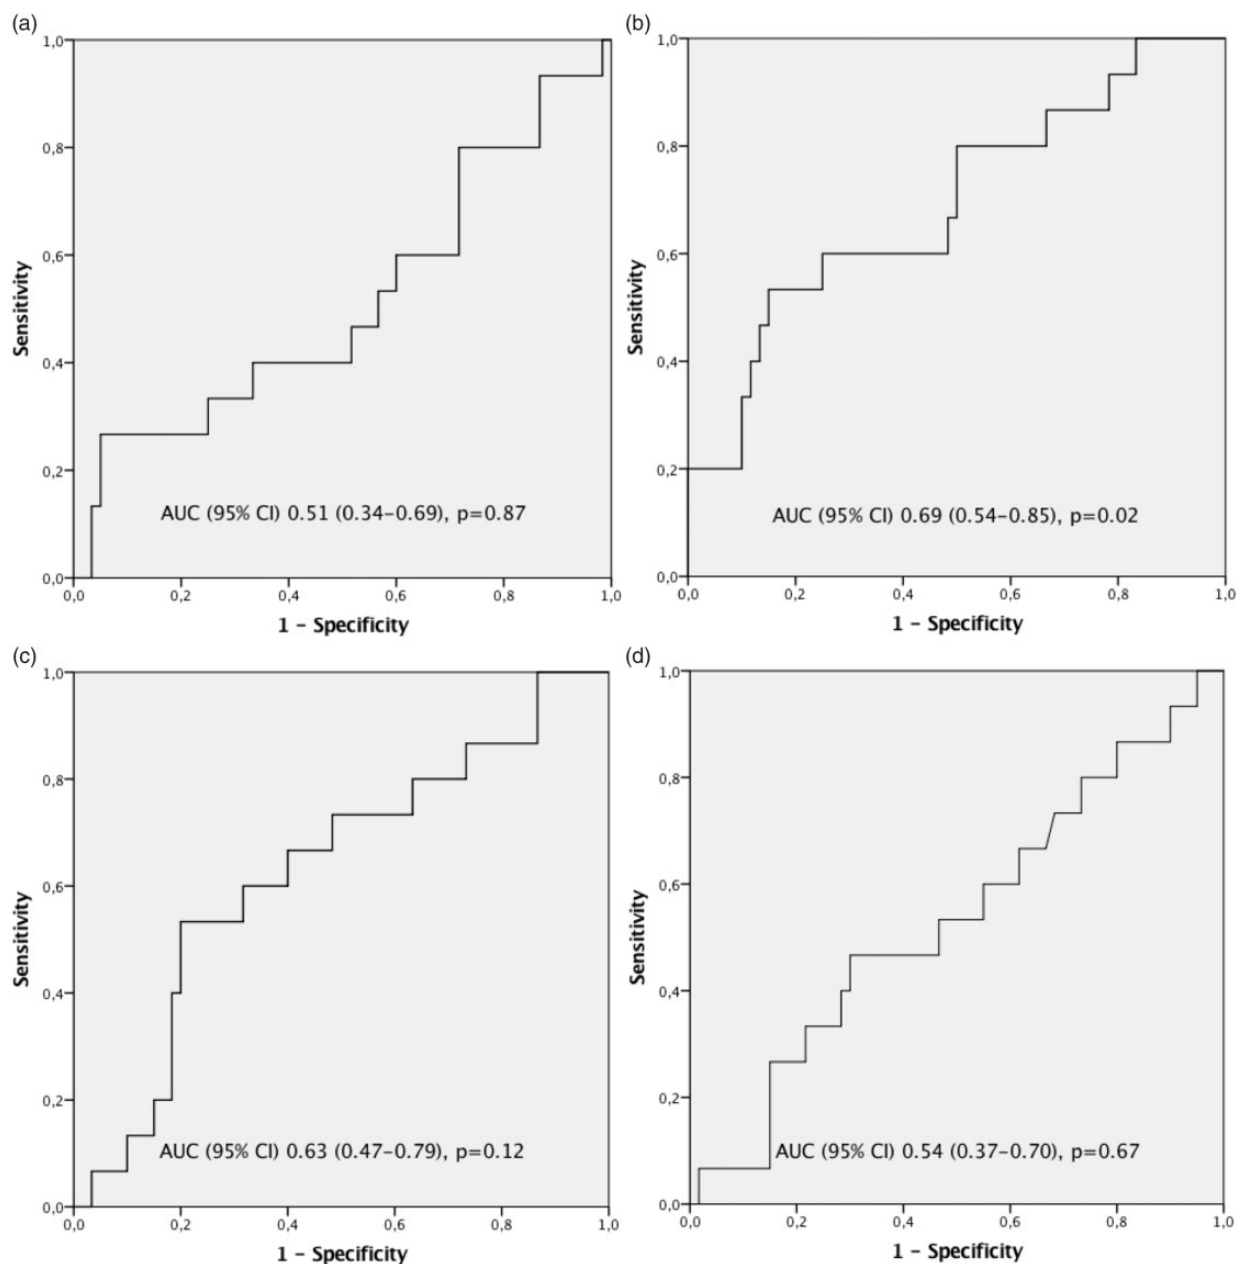 (a)
1,0
0,8
0,6
0,4
0,2
0,0
Sensitivity
AUC (95% CI) 0.51 (0.34–0.69), p=0.87
0,0 0,2 0,4 0,6 0,8 1,0
1 – Specificity
(b)
1,0
0,8
0,6
0,4
0,2
0,0
Sensitivity
AUC (95% CI) 0.69 (0.54–0.85), p=0.02
0,0 0,2 0,4 0,6 0,8 1,0
1 – Specificity
(c)
1,0
0,8
0,6
0,4
0,2
0,0
Sensitivity
AUC (95% CI) 0.63 (0.47–0.79), p=0.12
0,0 0,2 0,4 0,6 0,8 1,0
1 – Specificity
(d)
1,0
0,8
0,6
0,4
0,2
0,0
Sensitivity
AUC (95% CI) 0.54 (0.37–0.70), p=0.67
0,0 0,2 0,4 0,6 0,8 1,0
1 – Specificity